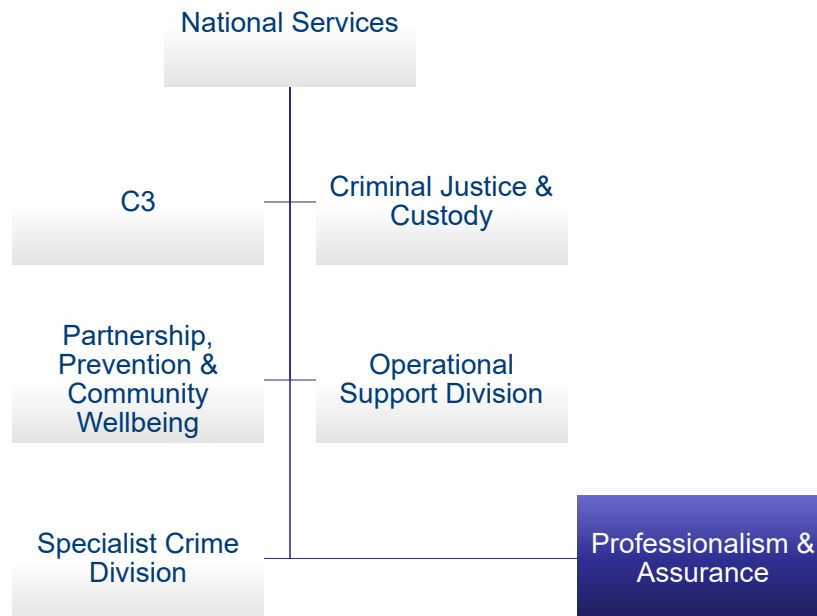 National Services
C3
Criminal Justice &
Custody
Partnership,
Prevention &
Community
Wellbeing
Operational
Support Division
Specialist Crime
Division
Professionalism &
Assurance